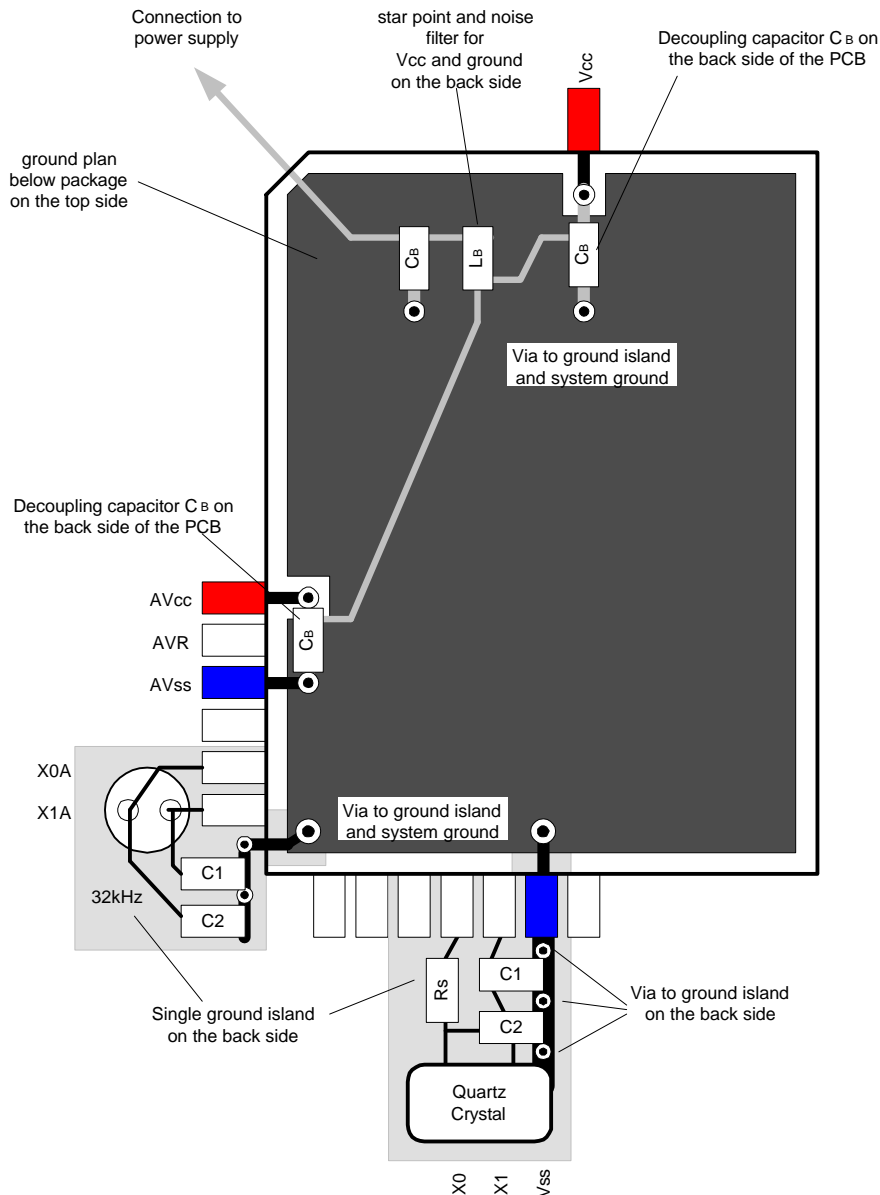 Connection to
power supply
star point and noise
filter for
Vcc and ground
on the back side
Decoupling capacitor CB on
the back side of the PCB
Vcc
ground plan
below package
on the top side
CB
LB
CB
Via to ground island
and system ground
Decoupling capacitor CB on
the back side of the PCB
AVcc
AVR
AVss
CB
X0A
X1A
Via to ground island
and system ground
C1
32kHz
C2
Rs
C1
C2
Single ground island
on the back side
Via to ground island
on the back side
Quartz
Crystal
X0
X1
Vss